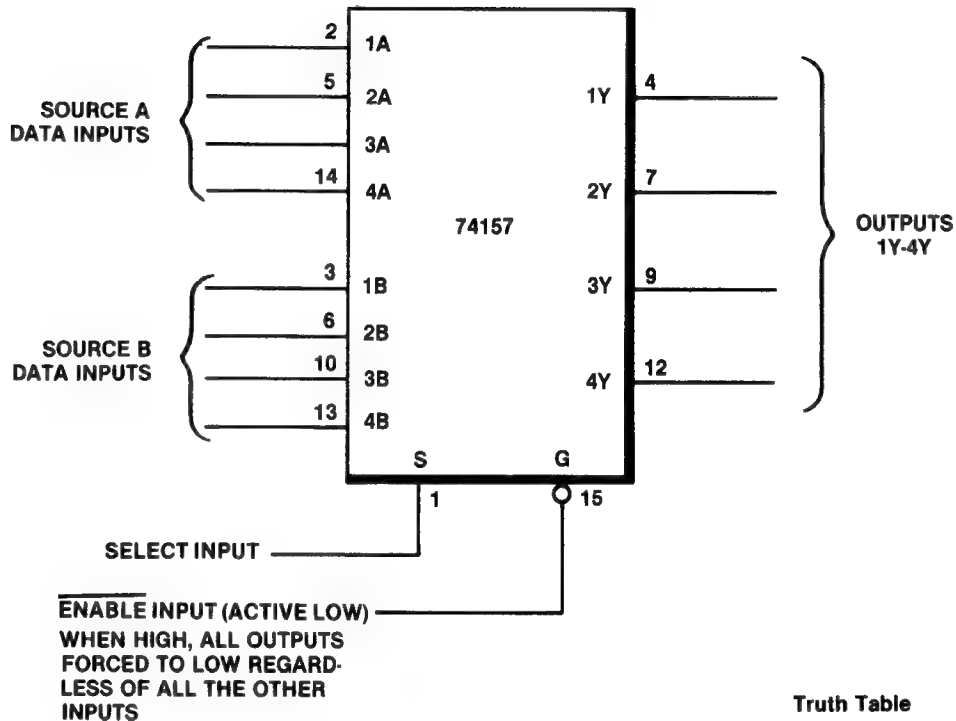 2 1A
5 2A
3A
14 4A
SOURCE A
DATA INPUTS
3 1B
6 2B
10 3B
13 4B
SOURCE B
DATA INPUTS
74157
1Y 4
2Y 7
3Y 9
4Y 12
OUTPUTS
1Y-4Y
S G
1 15
SELECT INPUT
ENABLE INPUT (ACTIVE LOW)
WHEN HIGH, ALL OUTPUTS
FORCED TO LOW REGARD-
LESS OF ALL THE OTHER
INPUTS
Truth Table